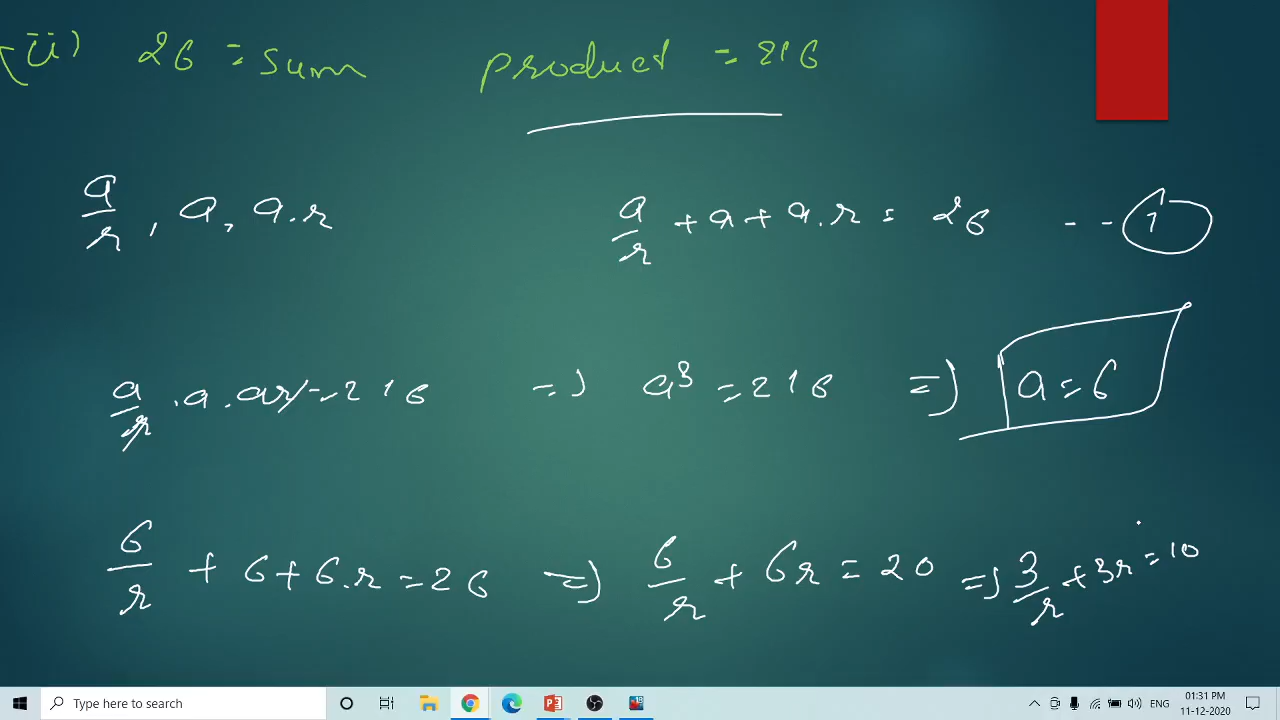 (ii) 26 = sum product = 216
a/r, a, a.r a/r + a + a.r = 26 -- 1
a/r . a . ar = 216 => a³ = 216 => a = 6
6/r + 6 + 6.r = 26 => 6/r + 6r = 20 => 3/r + 3r = 10
Type here to search
ENG
01:31 PM
11-12-2020